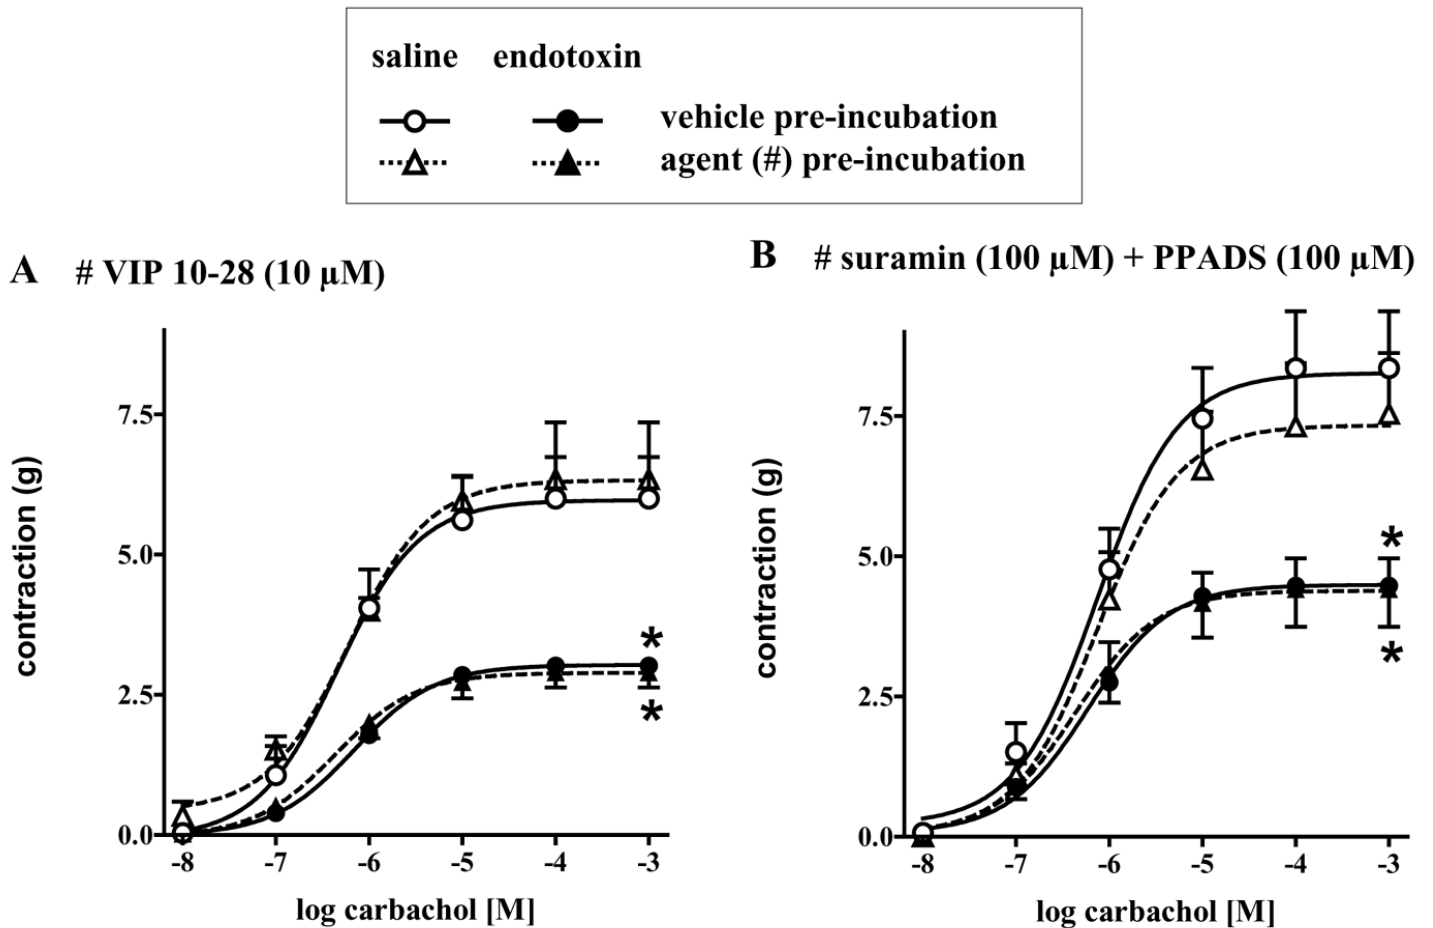 saline endotoxin
vehicle pre-incubation
agent (#) pre-incubation
A # VIP 10-28 (10 µM)
B # suramin (100 µM) + PPADS (100 µM)
contraction (g)
7.5
5.0
2.5
0.0
*
*
-8 -7 -6 -5 -4 -3
log carbachol [M]
contraction (g)
7.5
5.0
2.5
0.0
*
*
-8 -7 -6 -5 -4 -3
log carbachol [M]